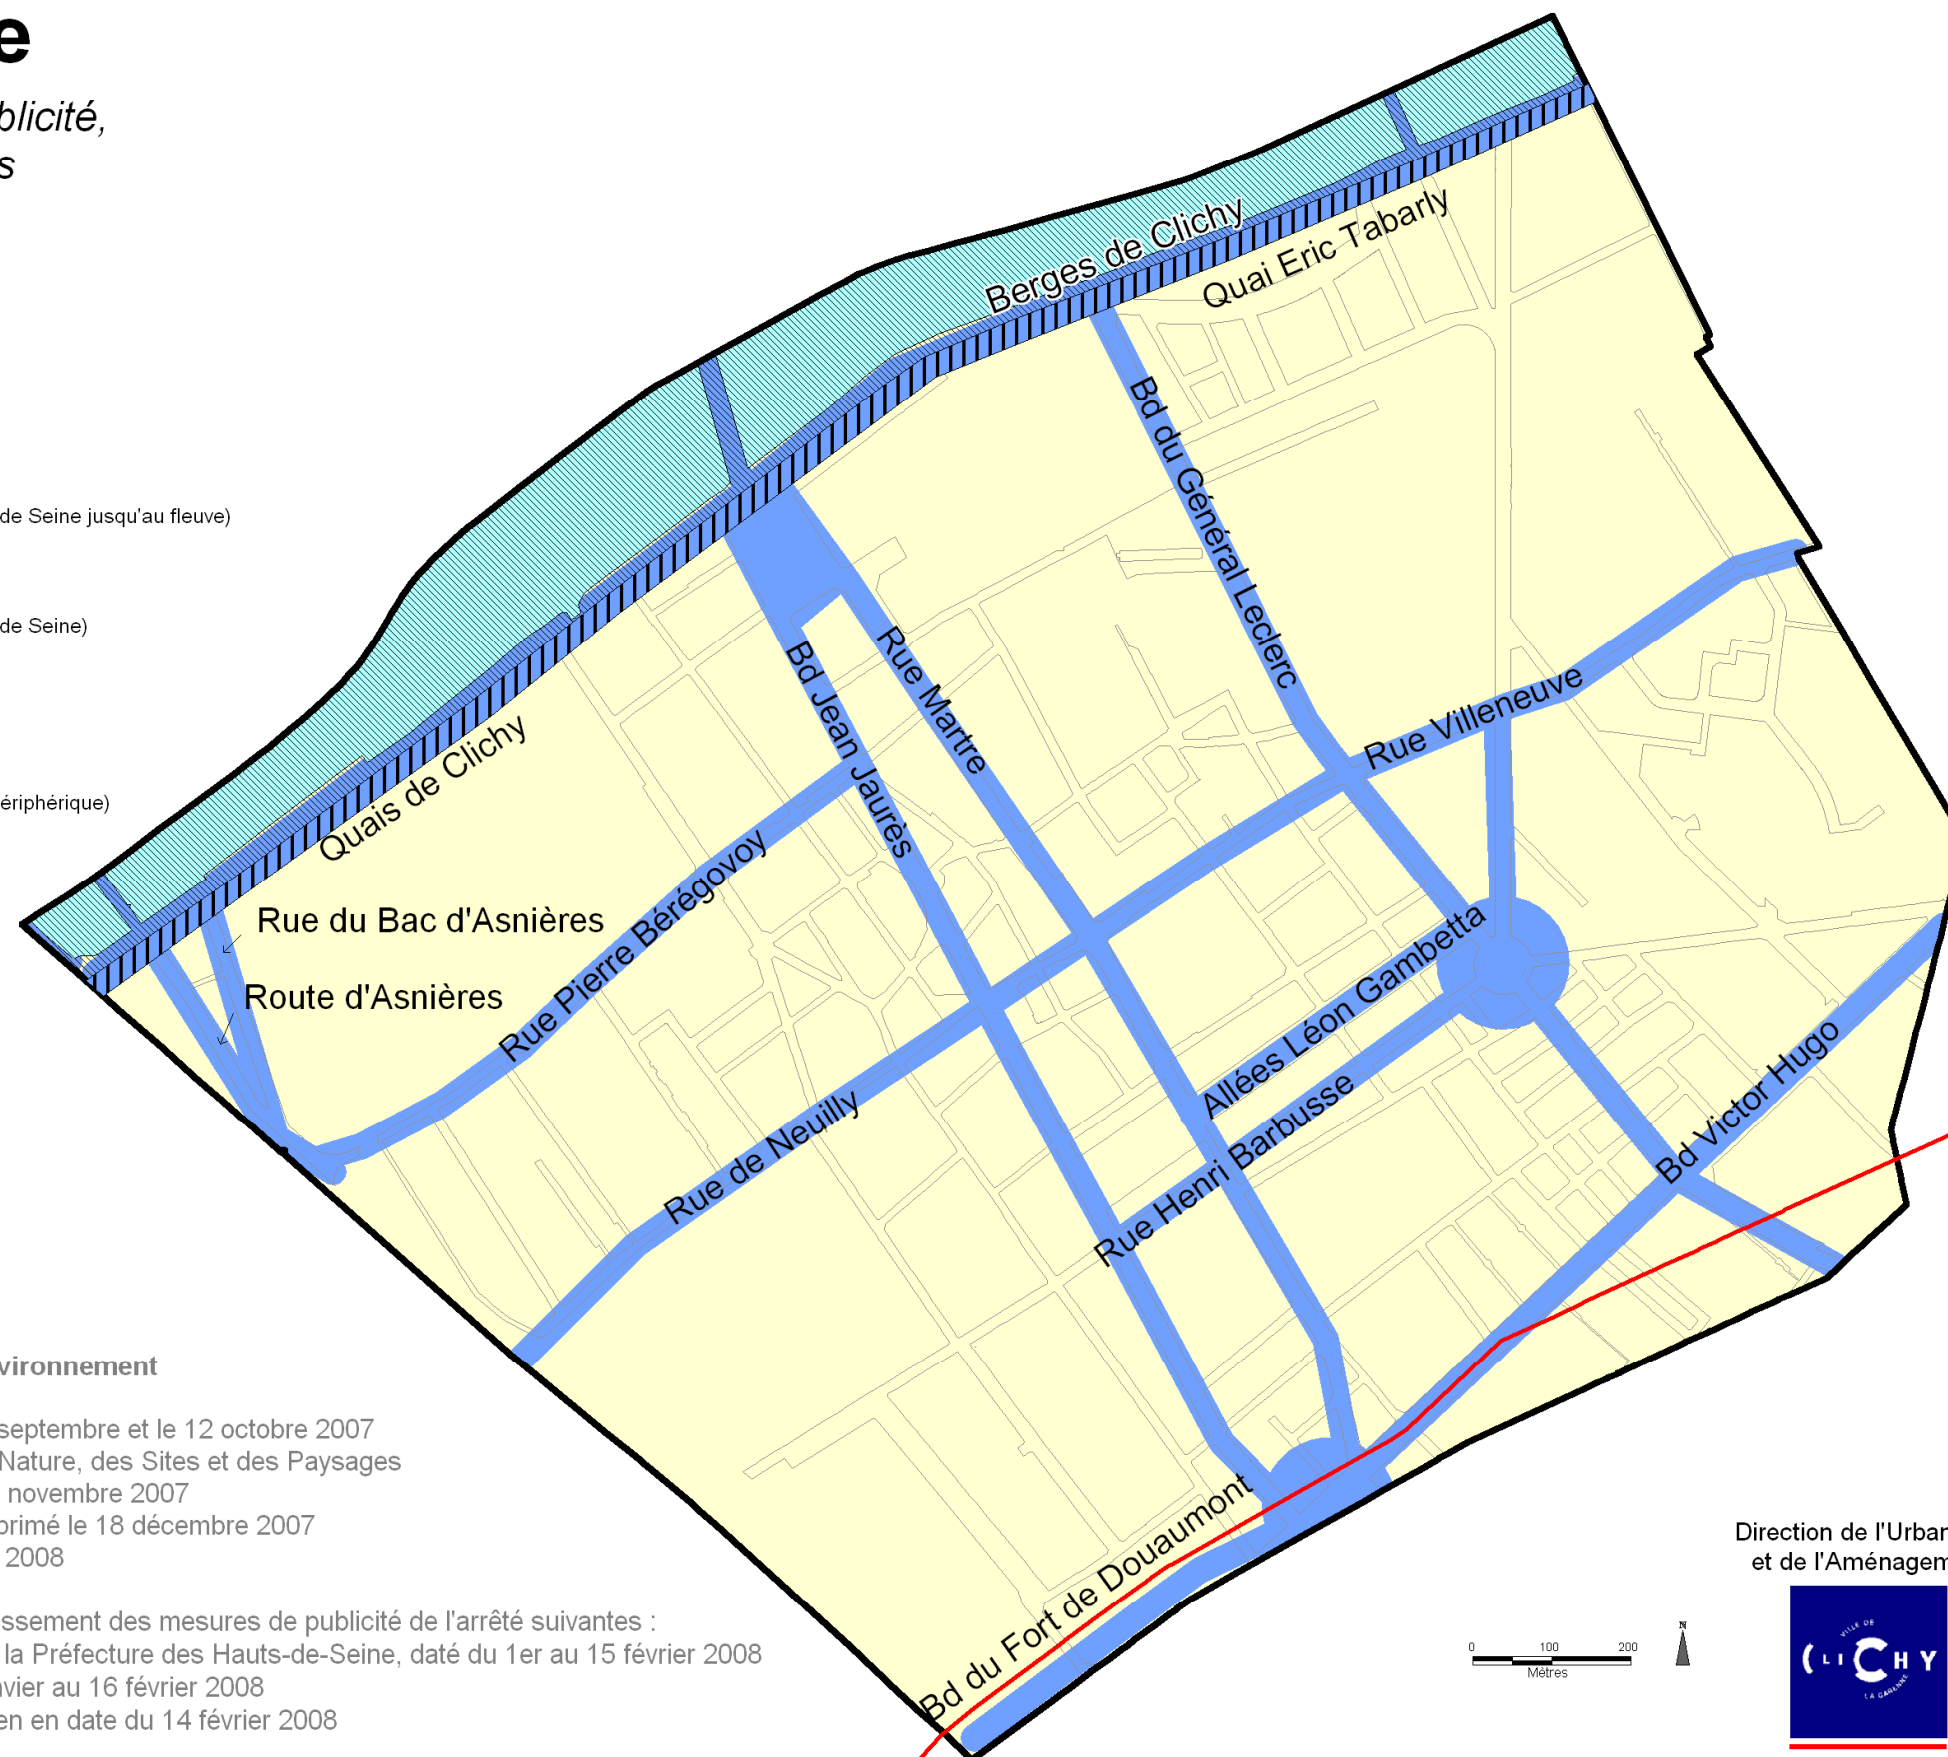 e
blicité,
s
Berges de Clichy
Quai Eric Tabarly
Bd du Général Leclerc
de Seine jusqu'au fleuve)
de Seine)
Rue Martre
Bd Jean Jaurès
Rue Villeneuve
Quais de Clichy
ériphérique)
Rue du Bac d'Asnières
Rue Pierre Bérégovoy
Route d'Asnières
Allées Léon Gambetta
Rue de Neuilly
Rue Henri Barbusse
Bd Victor Hugo
vironnement
septembre et le 12 octobre 2007
Nature, des Sites et des Paysages
novembre 2007
primé le 18 décembre 2007
2008
Bd du Fort de Douaumont
ssement des mesures de publicité de l'arrêté suivantes :
la Préfecture des Hauts-de-Seine, daté du 1er au 15 février 2008
vier au 16 février 2008
en en date du 14 février 2008
0 100 200
Mètres
N
Direction de l'Urban
et de l'Aménagem
VILLE DE
CLICHY
LA GARENNE